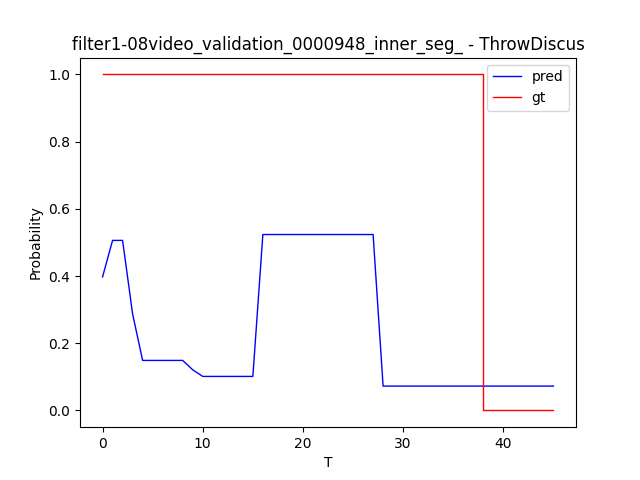 filter1-08video_validation_0000948_inner_seg_ - ThrowDiscus
1.0
0.8
0.6
0.4
0.2
0.0
Probability
pred
gt
0
10
20
30
40
T